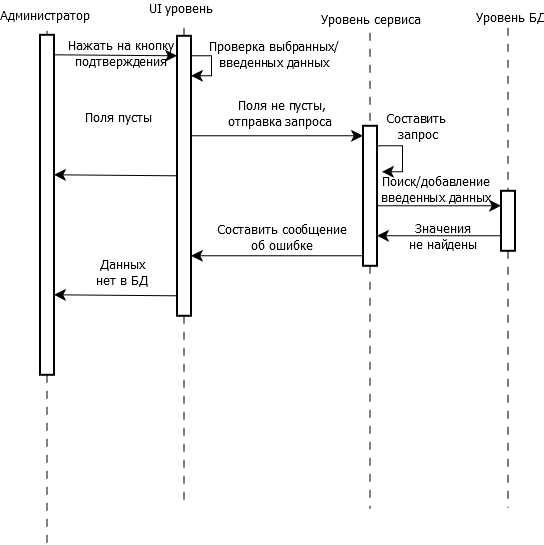 Администратор
UI уровень
Уровень сервиса
Уровень БД
Нажать на кнопку
подтверждения
Проверка выбранных/
введенных данных
Поля пусты
Поля не пусты,
отправка запроса
Составить
запрос
Поиск/добавление
введенных данных
Составить сообщение
об ошибке
Значения
не найдены
Данных
нет в БД